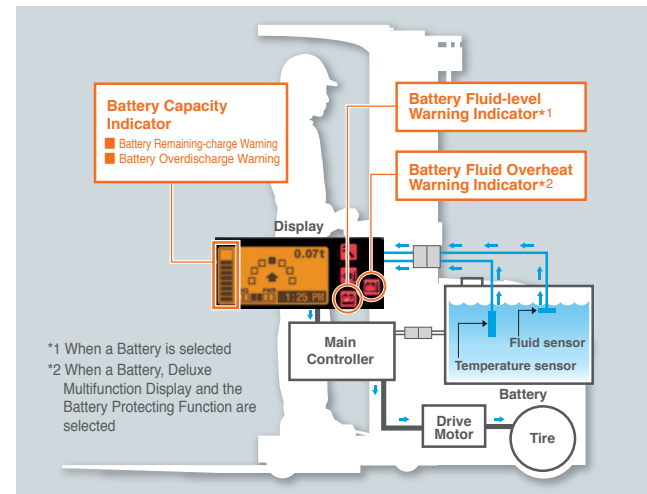 Battery Capacity
Indicator
Battery Remaining-charge Warning
Battery Overdischarge Warning
Battery Fluid-level
Warning Indicator*1
Battery Fluid Overheat
Warning Indicator*2
Display
0.07t
PWR
1:25 PM
Main
Controller
Fluid sensor
Temperature sensor
Battery
Drive
Motor
Tire
*1 When a Battery is selected
*2 When a Battery, Deluxe
Multifunction Display and the
Battery Protecting Function are
selected